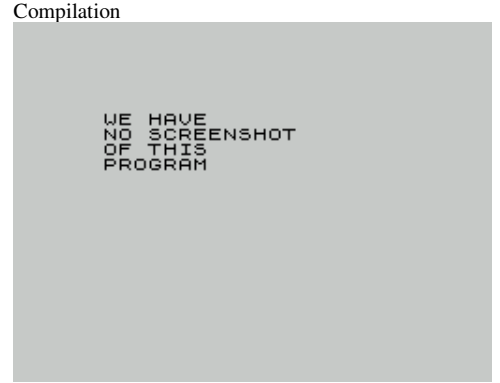 Compilation
WE HAVE
NO SCREENSHOT
OF THIS
PROGRAM